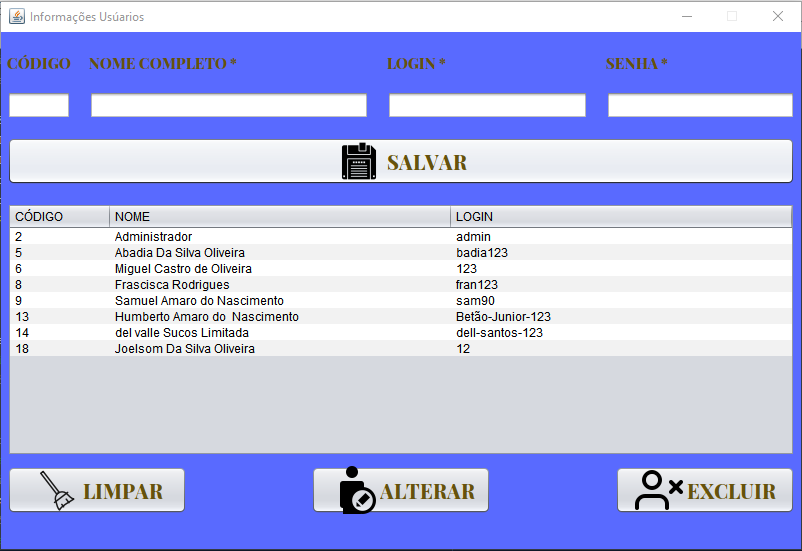 Informações Usúarios
CÓDIGO NOME COMPLETO * LOGIN * SENHA *
SALVAR
CÓDIGO NOME LOGIN
2 Administrador admin
5 Abadia Da Silva Oliveira badia123
6 Miguel Castro de Oliveira 123
8 Frascisca Rodrigues fran123
9 Samuel Amaro do Nascimento sam90
13 Humberto Amaro do  Nascimento Betão-Junior-123
14 del valle Sucos Limitada dell-santos-123
18 Joelsom Da Silva Oliveira 12
LIMPAR ALTERAR EXCLUIR